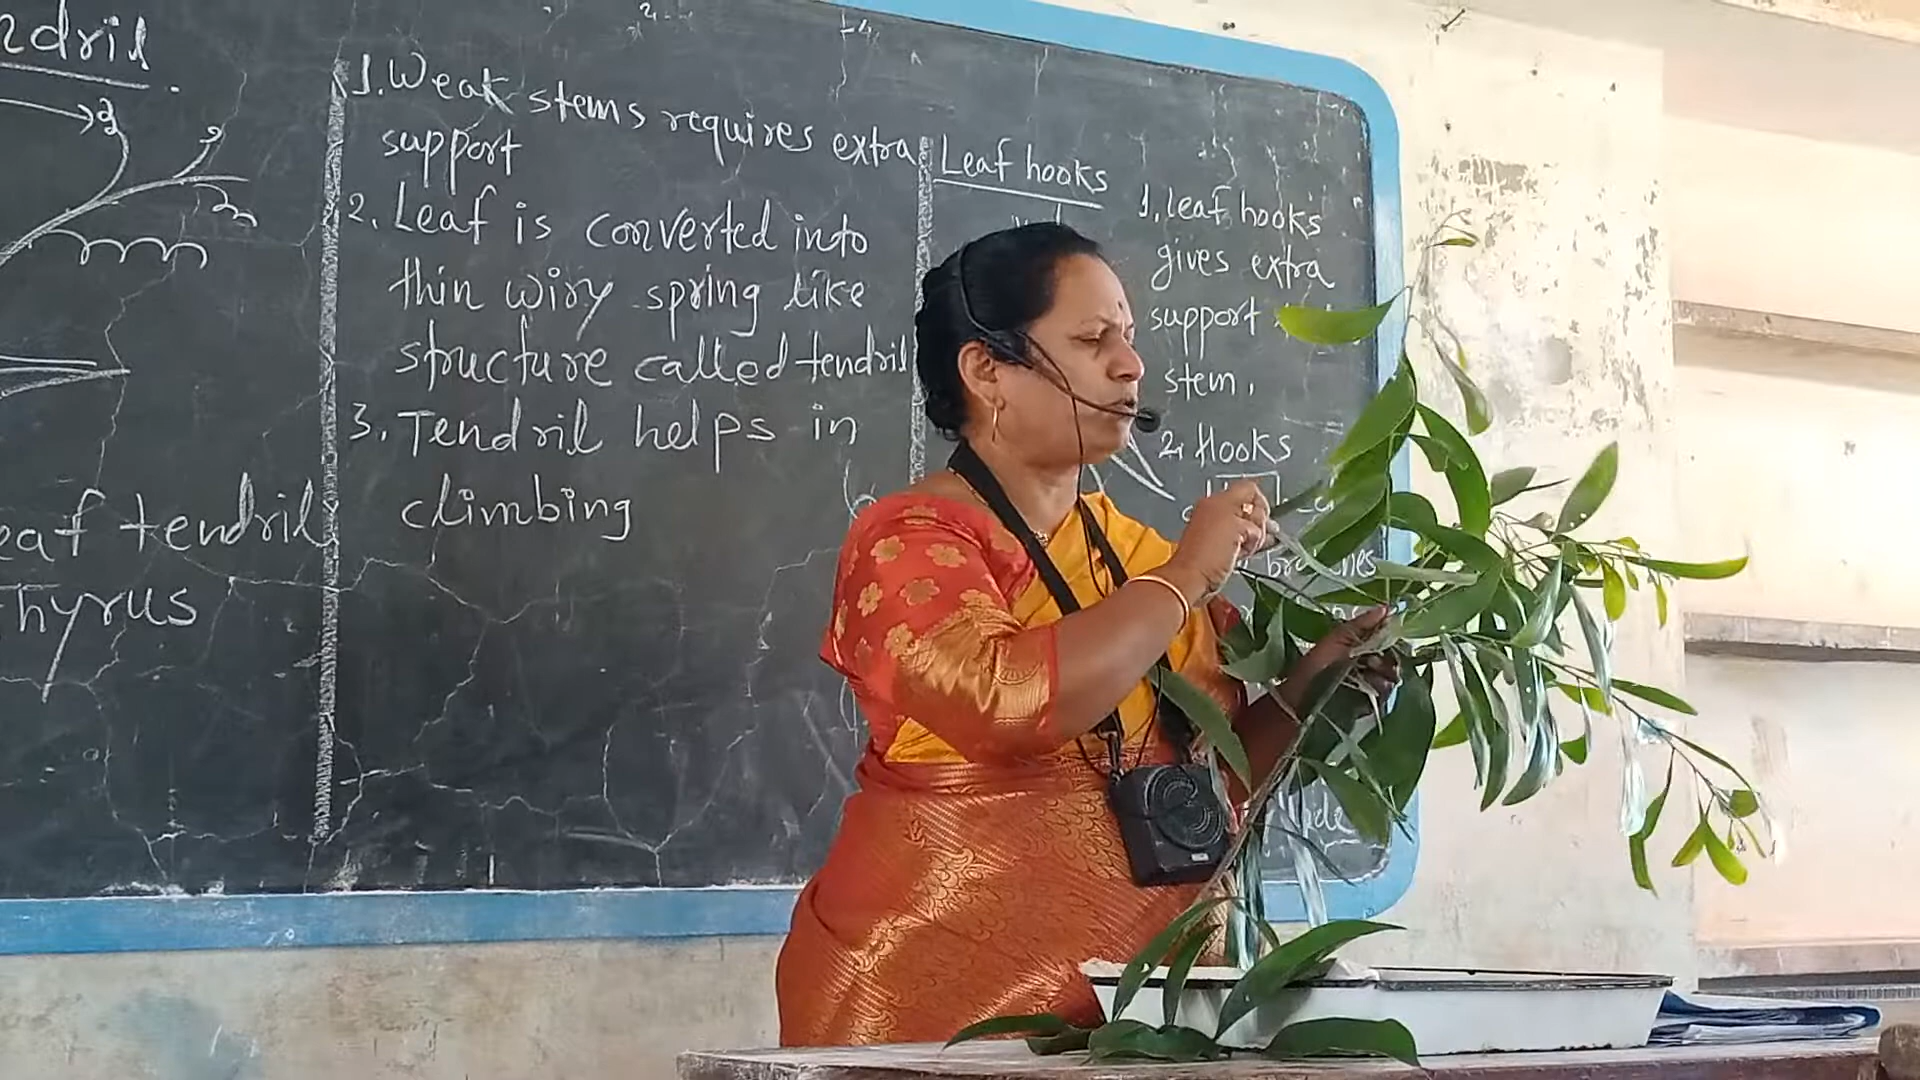 ndril
1. Weak stems requires extra
support
2. Leaf is converted into
thin wiry spring like
structure called tendril
3. Tendril helps in
climbing
eaf tendril
thyrus
Leaf hooks
1. leaf hooks
gives extra
support
stem,
2. Hooks
branches